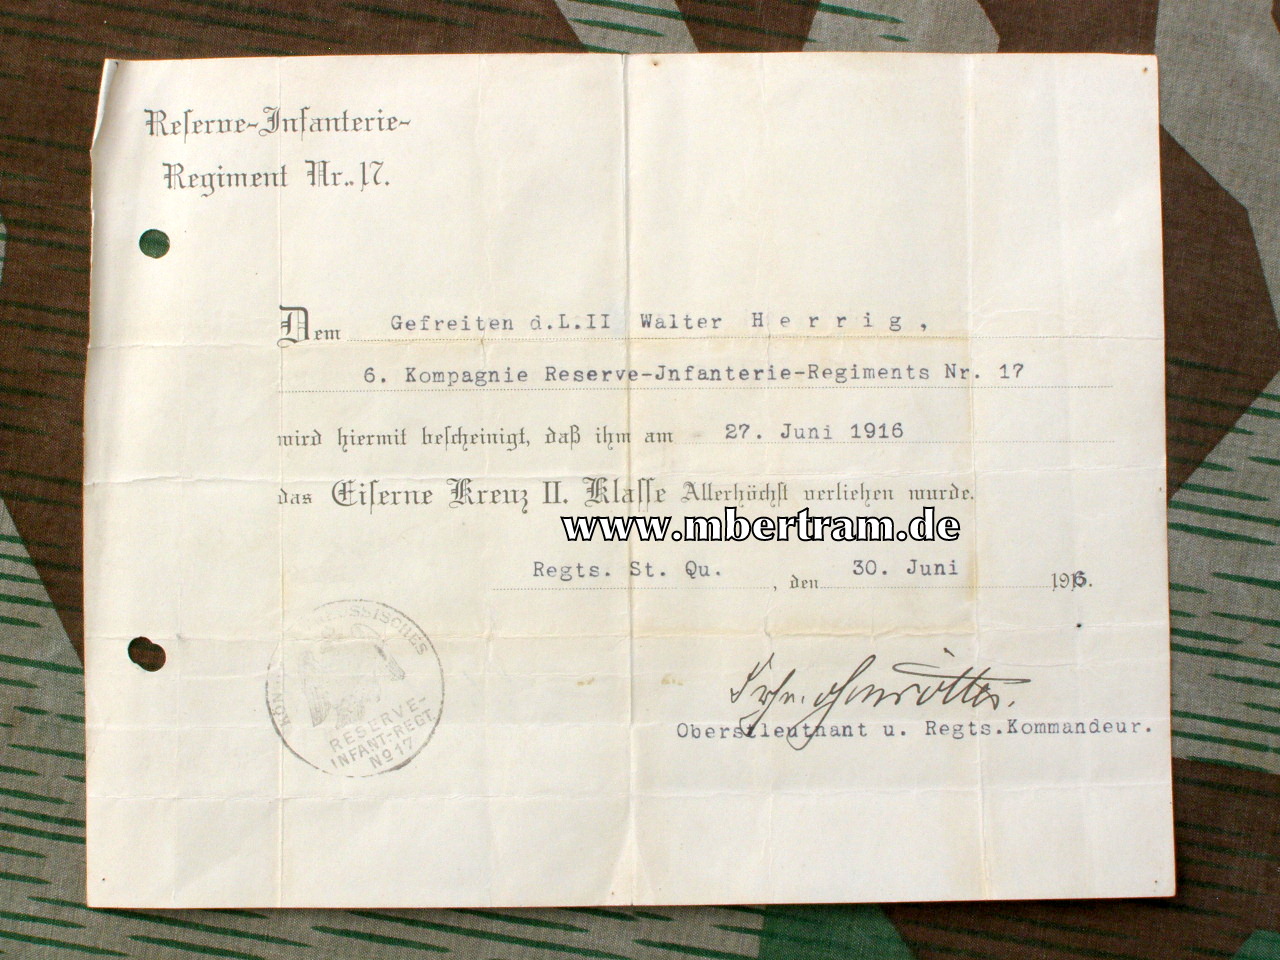 Reserve-Infanterie-
Regiment Nr. 17.
Dem Gefreiten d.L.II Walter Herrig,
6. Kompagnie Reserve-Jnfanterie-Regiments Nr. 17
wird hiermit bescheinigt, daß ihm am 27. Juni 1916
das Eiserne Kreuz II. Klasse Allerhöchst verliehen wurde.
www.mbertram.de
Regts. St. Qu. , den 30. Juni 1916.
Frhr.
Oberstleutnant u. Regts.Kommandeur.
RESERVE-
INFANT-REGT
No 17